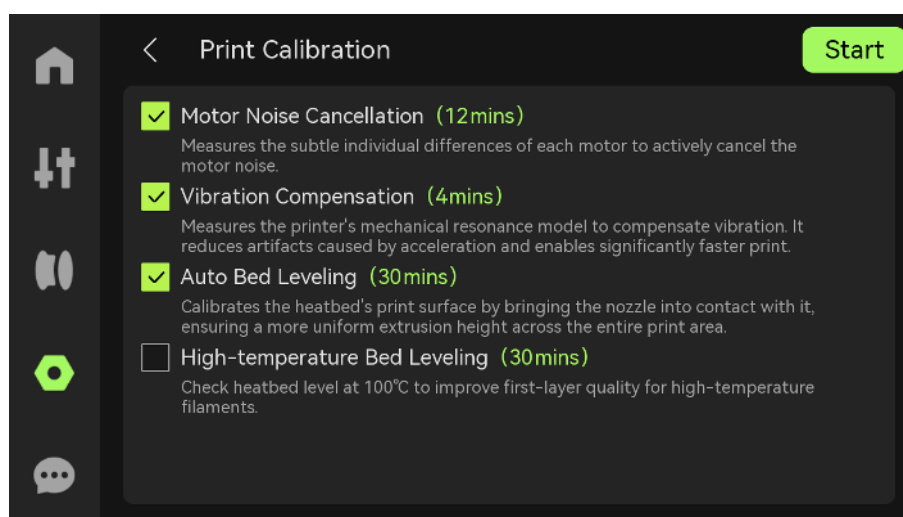 Print Calibration
Start
Motor Noise Cancellation (12mins)
Measures the subtle individual differences of each motor to actively cancel the
motor noise.
Vibration Compensation (4mins)
Measures the printer's mechanical resonance model to compensate vibration. It
reduces artifacts caused by acceleration and enables significantly faster print.
Auto Bed Leveling (30mins)
Calibrates the heatbed's print surface by bringing the nozzle into contact with it,
ensuring a more uniform extrusion height across the entire print area.
High-temperature Bed Leveling (30mins)
Check heatbed level at 100℃ to improve first-layer quality for high-temperature
filaments.